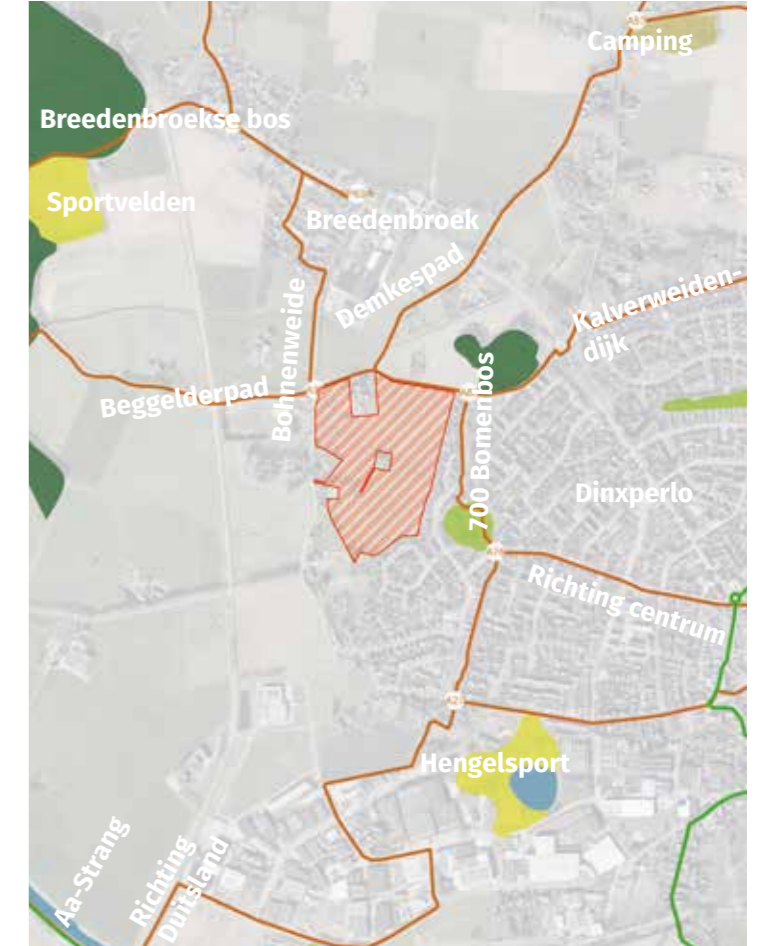 Camping
Breedenbroekse bos
Sportvelden
Breedenbroek
Demkespad
Kalverweiden-
dijk
Bohnenweide
Beggelderpad
700 Bomenbos
Dinxperlo
Richting centrum
Hengelsport
Aa-Strang
Richting
Duitsland